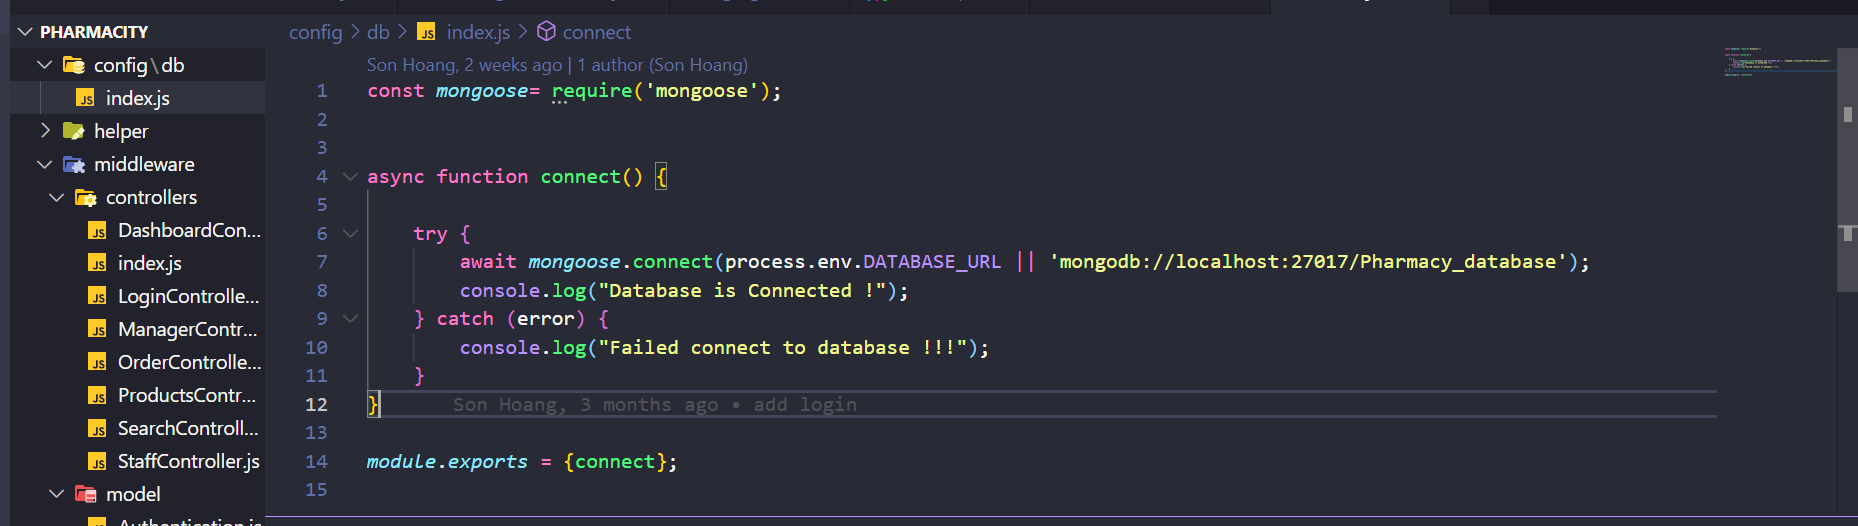 PHARMACITY
config\db
index.js
helper
middleware
controllers
DashboardCon...
index.js
LoginControlle...
ManagerContr...
OrderControlle...
ProductsContr...
SearchControll...
StaffController.js
model
config > db > JS index.js > connect
Son Hoang, 2 weeks ago | 1 author (Son Hoang)
1 const mongoose= require('mongoose');
2
3
4 async function connect() {
5
6 try {
7 await mongoose.connect(process.env.DATABASE_URL || 'mongodb://localhost:27017/Pharmacy_database');
8 console.log("Database is Connected !");
9 } catch (error) {
10 console.log("Failed connect to database !!!");
11 }
12 } Son Hoang, 3 months ago • add login
13
14 module.exports = {connect};
15